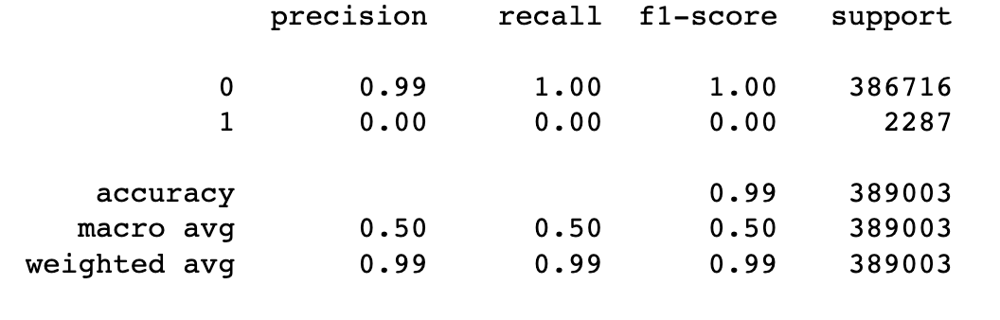 precision recall f1-score support
0 0.99 1.00 1.00 386716
1 0.00 0.00 0.00 2287
accuracy 0.99 389003
macro avg 0.50 0.50 0.50 389003
weighted avg 0.99 0.99 0.99 389003